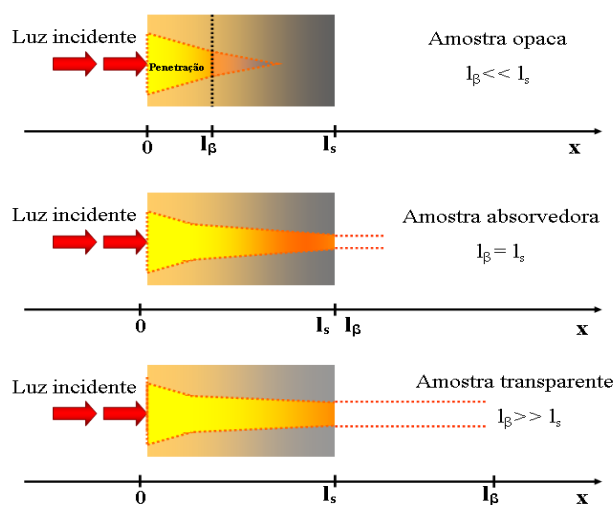 Luz incidente
Penetração
Amostra opaca
lβ<< ls
0 lβ ls x
Luz incidente
Amostra absorvedora
lβ= ls
0 ls lβ x
Luz incidente
Amostra transparente
lβ>> ls
0 ls lβ x